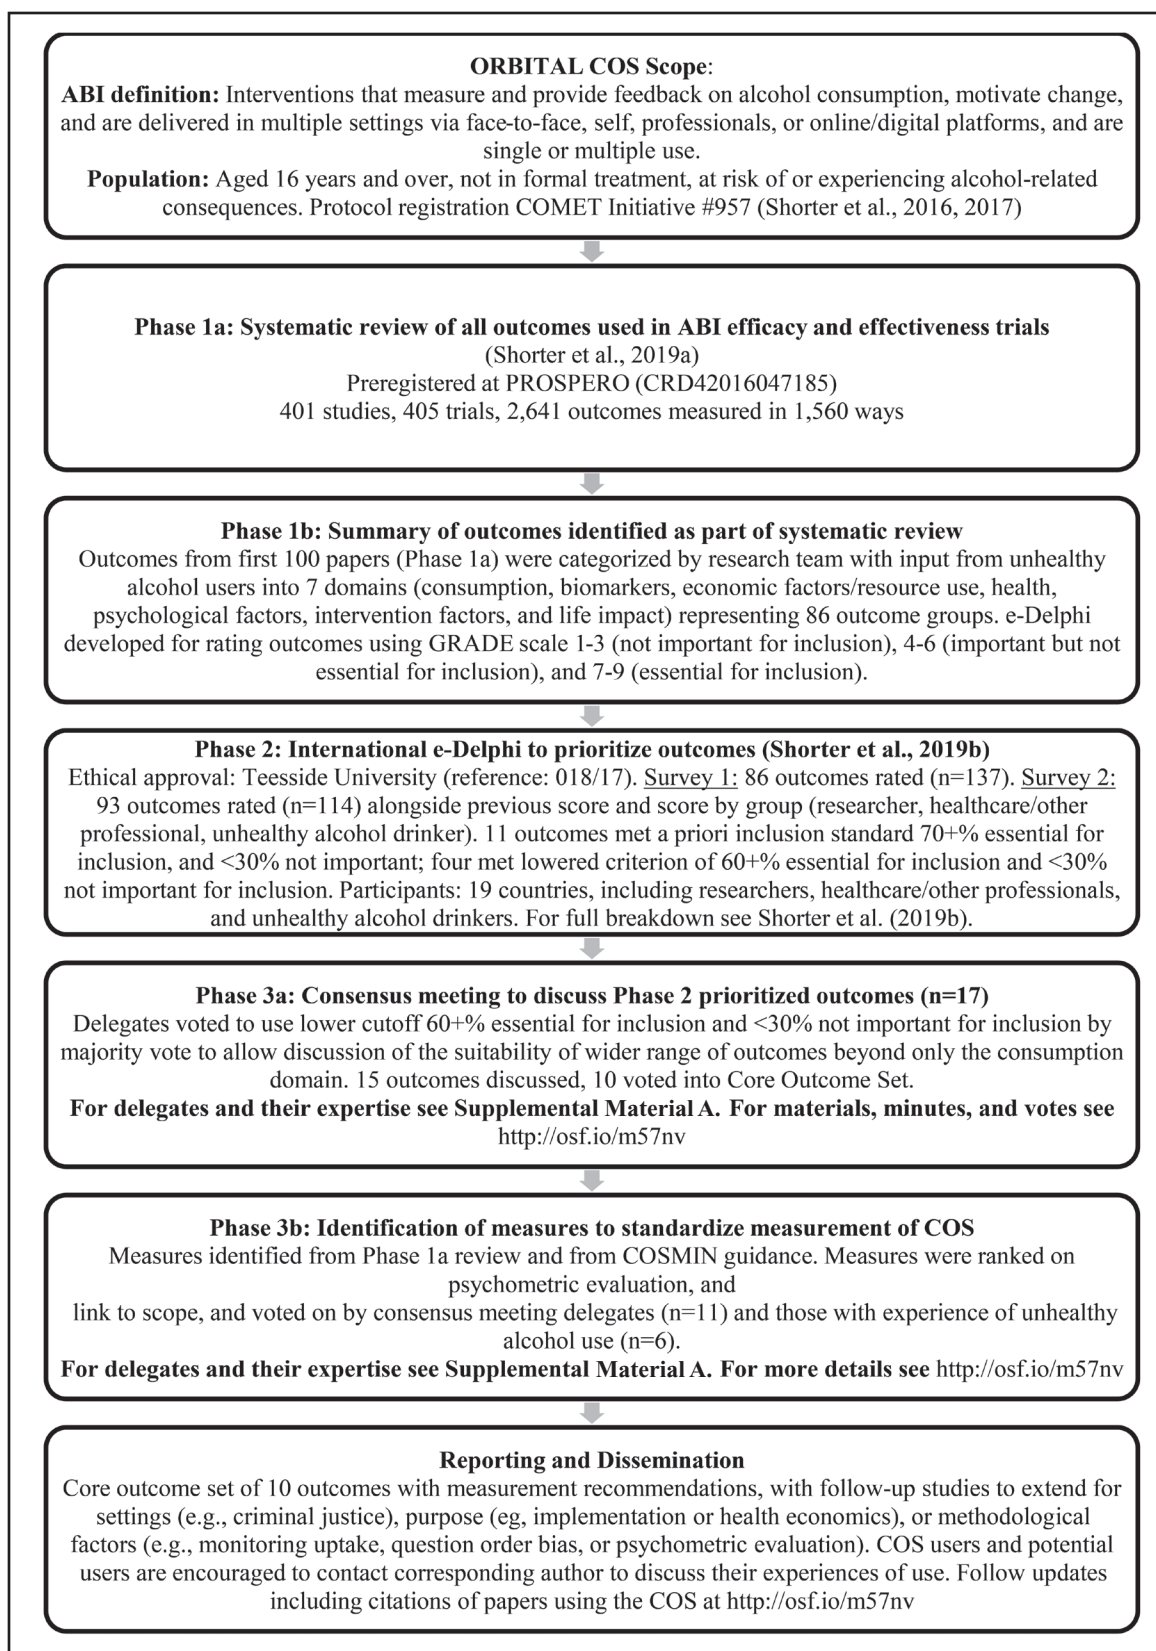 ORBITAL COS Scope:
ABI definition: Interventions that measure and provide feedback on alcohol consumption, motivate change,
and are delivered in multiple settings via face-to-face, self, professionals, or online/digital platforms, and are
single or multiple use.
Population: Aged 16 years and over, not in formal treatment, at risk of or experiencing alcohol-related
consequences. Protocol registration COMET Initiative #957 (Shorter et al., 2016, 2017)
Phase 1a: Systematic review of all outcomes used in ABI efficacy and effectiveness trials
(Shorter et al., 2019a)
Preregistered at PROSPERO (CRD42016047185)
401 studies, 405 trials, 2,641 outcomes measured in 1,560 ways
Phase 1b: Summary of outcomes identified as part of systematic review
Outcomes from first 100 papers (Phase 1a) were categorized by research team with input from unhealthy
alcohol users into 7 domains (consumption, biomarkers, economic factors/resource use, health,
psychological factors, intervention factors, and life impact) representing 86 outcome groups. e-Delphi
developed for rating outcomes using GRADE scale 1-3 (not important for inclusion), 4-6 (important but not
essential for inclusion), and 7-9 (essential for inclusion).
Phase 2: International e-Delphi to prioritize outcomes (Shorter et al., 2019b)
Ethical approval: Teesside University (reference: 018/17). Survey 1: 86 outcomes rated (n=137). Survey 2:
93 outcomes rated (n=114) alongside previous score and score by group (researcher, healthcare/other
professional, unhealthy alcohol drinker). 11 outcomes met a priori inclusion standard 70+% essential for
inclusion, and <30% not important; four met lowered criterion of 60+% essential for inclusion and <30%
not important for inclusion. Participants: 19 countries, including researchers, healthcare/other professionals,
and unhealthy alcohol drinkers. For full breakdown see Shorter et al. (2019b).
Phase 3a: Consensus meeting to discuss Phase 2 prioritized outcomes (n=17)
Delegates voted to use lower cutoff 60+% essential for inclusion and <30% not important for inclusion by
majority vote to allow discussion of the suitability of wider range of outcomes beyond only the consumption
domain. 15 outcomes discussed, 10 voted into Core Outcome Set.
For delegates and their expertise see Supplemental Material A. For materials, minutes, and votes see
http://osf.io/m57nv
Phase 3b: Identification of measures to standardize measurement of COS
Measures identified from Phase 1a review and from COSMIN guidance. Measures were ranked on
psychometric evaluation, and
link to scope, and voted on by consensus meeting delegates (n=11) and those with experience of unhealthy
alcohol use (n=6).
For delegates and their expertise see Supplemental Material A. For more details see http://osf.io/m57nv
Reporting and Dissemination
Core outcome set of 10 outcomes with measurement recommendations, with follow-up studies to extend for
settings (e.g., criminal justice), purpose (eg, implementation or health economics), or methodological
factors (e.g., monitoring uptake, question order bias, or psychometric evaluation). COS users and potential
users are encouraged to contact corresponding author to discuss their experiences of use. Follow updates
including citations of papers using the COS at http://osf.io/m57nv